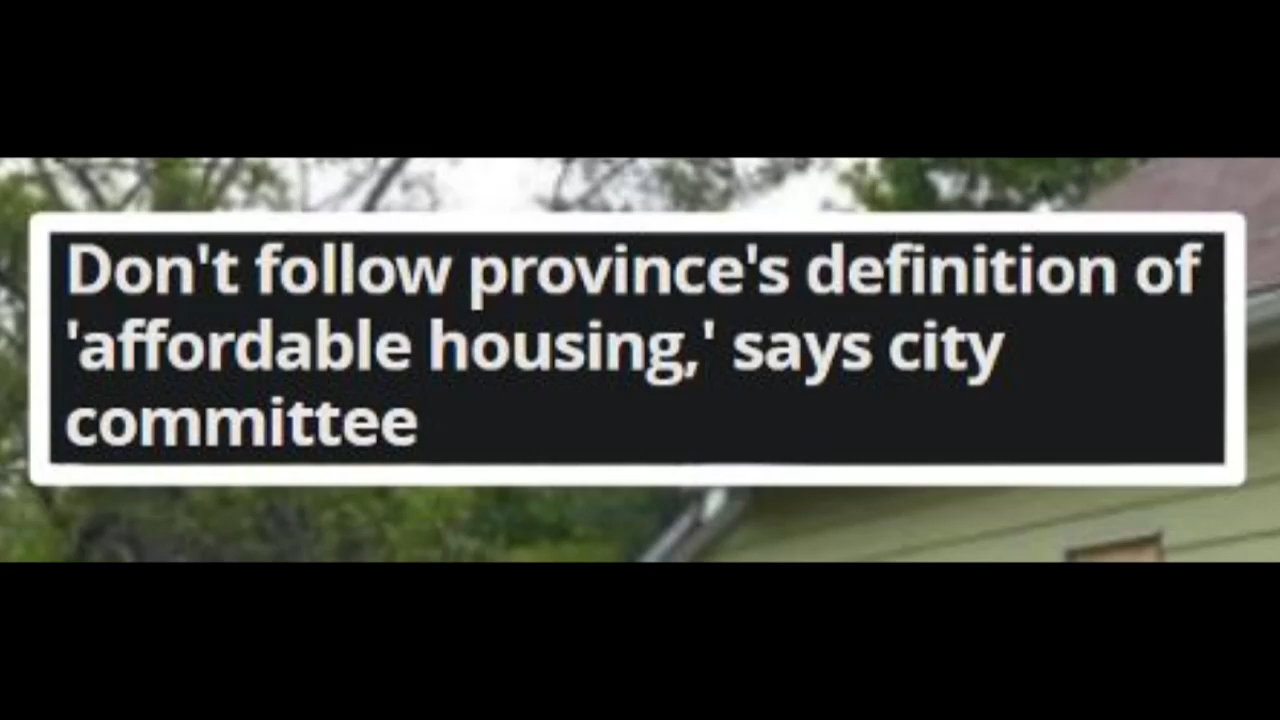 Don't follow province's definition of
'affordable housing,' says city
committee